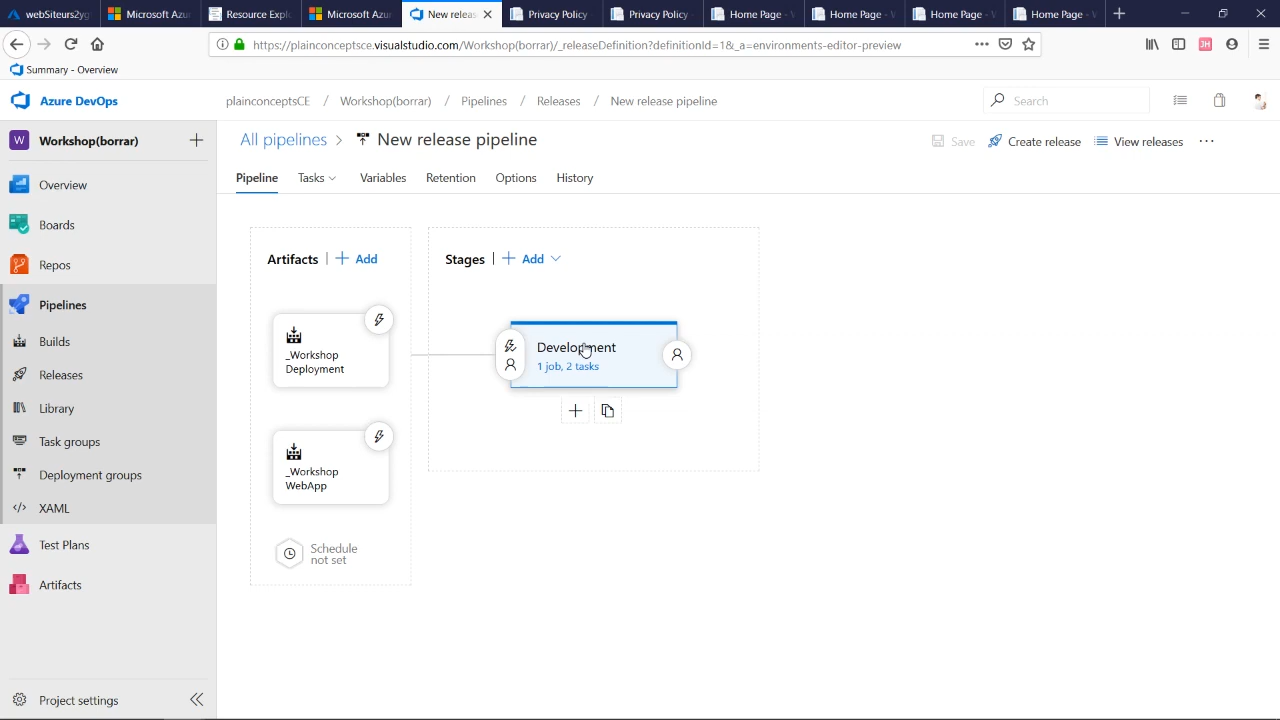 webSiteurs2yg
Microsoft Azu
Resource Expl
Microsoft Azu
New releas
Privacy Policy
Privacy Policy
Home Page -
Home Page -
Home Page -
Home Page -
https://plainconceptsce.visualstudio.com/Workshop(borrar)/_releaseDefinition?definitionId=1&_a=environments-editor-preview
JH
Summary - Overview
Azure DevOps
plainconceptsCE / Workshop(borrar) / Pipelines / Releases / New release pipeline
Search
W Workshop(borrar)
All pipelines > New release pipeline
Save
Create release
View releases
Overview
Pipeline
Tasks
Variables
Retention
Options
History
Boards
Repos
Pipelines
Builds
Releases
Library
Task groups
Deployment groups
XAML
Test Plans
Artifacts
Project settings
Artifacts | + Add
Stages | + Add
_Workshop
Deployment
Development
1 job, 2 tasks
_Workshop
WebApp
Schedule
not set